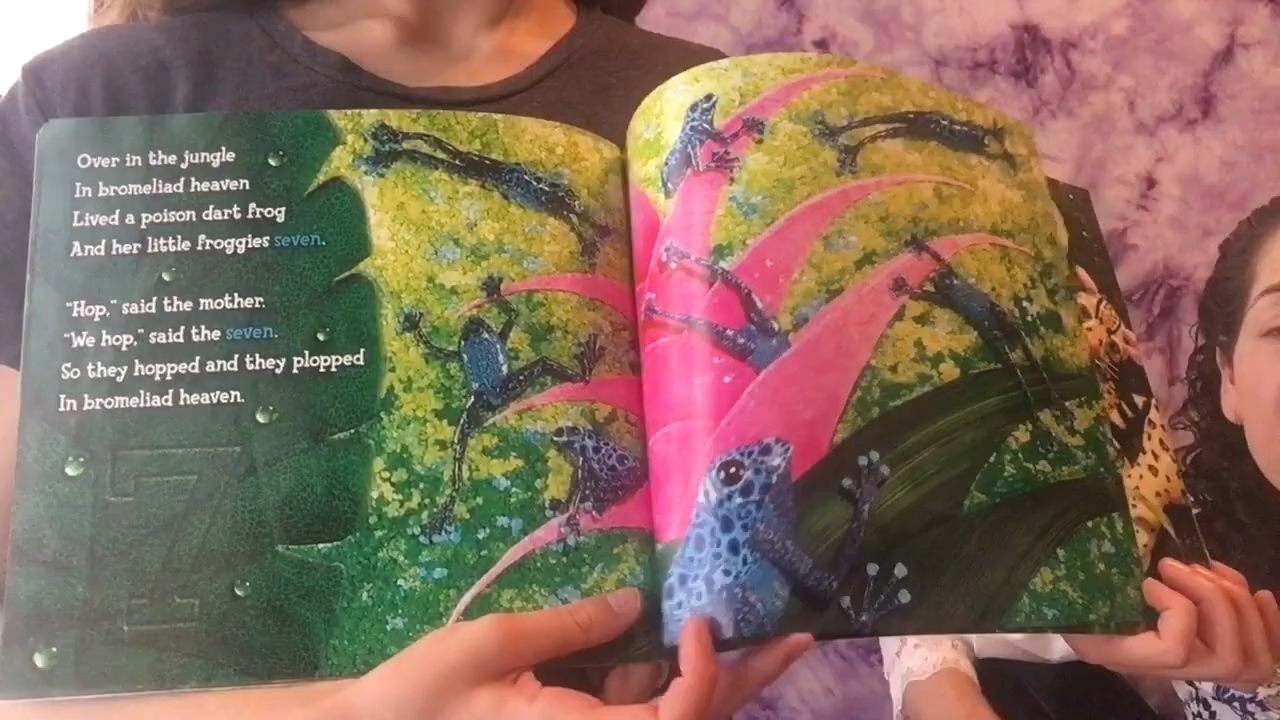 Over in the jungle
In bromeliad heaven
Lived a poison dart frog
And her little froggies seven.
"Hop," said the mother.
"We hop," said the seven.
So they hopped and they plopped
In bromeliad heaven.
7